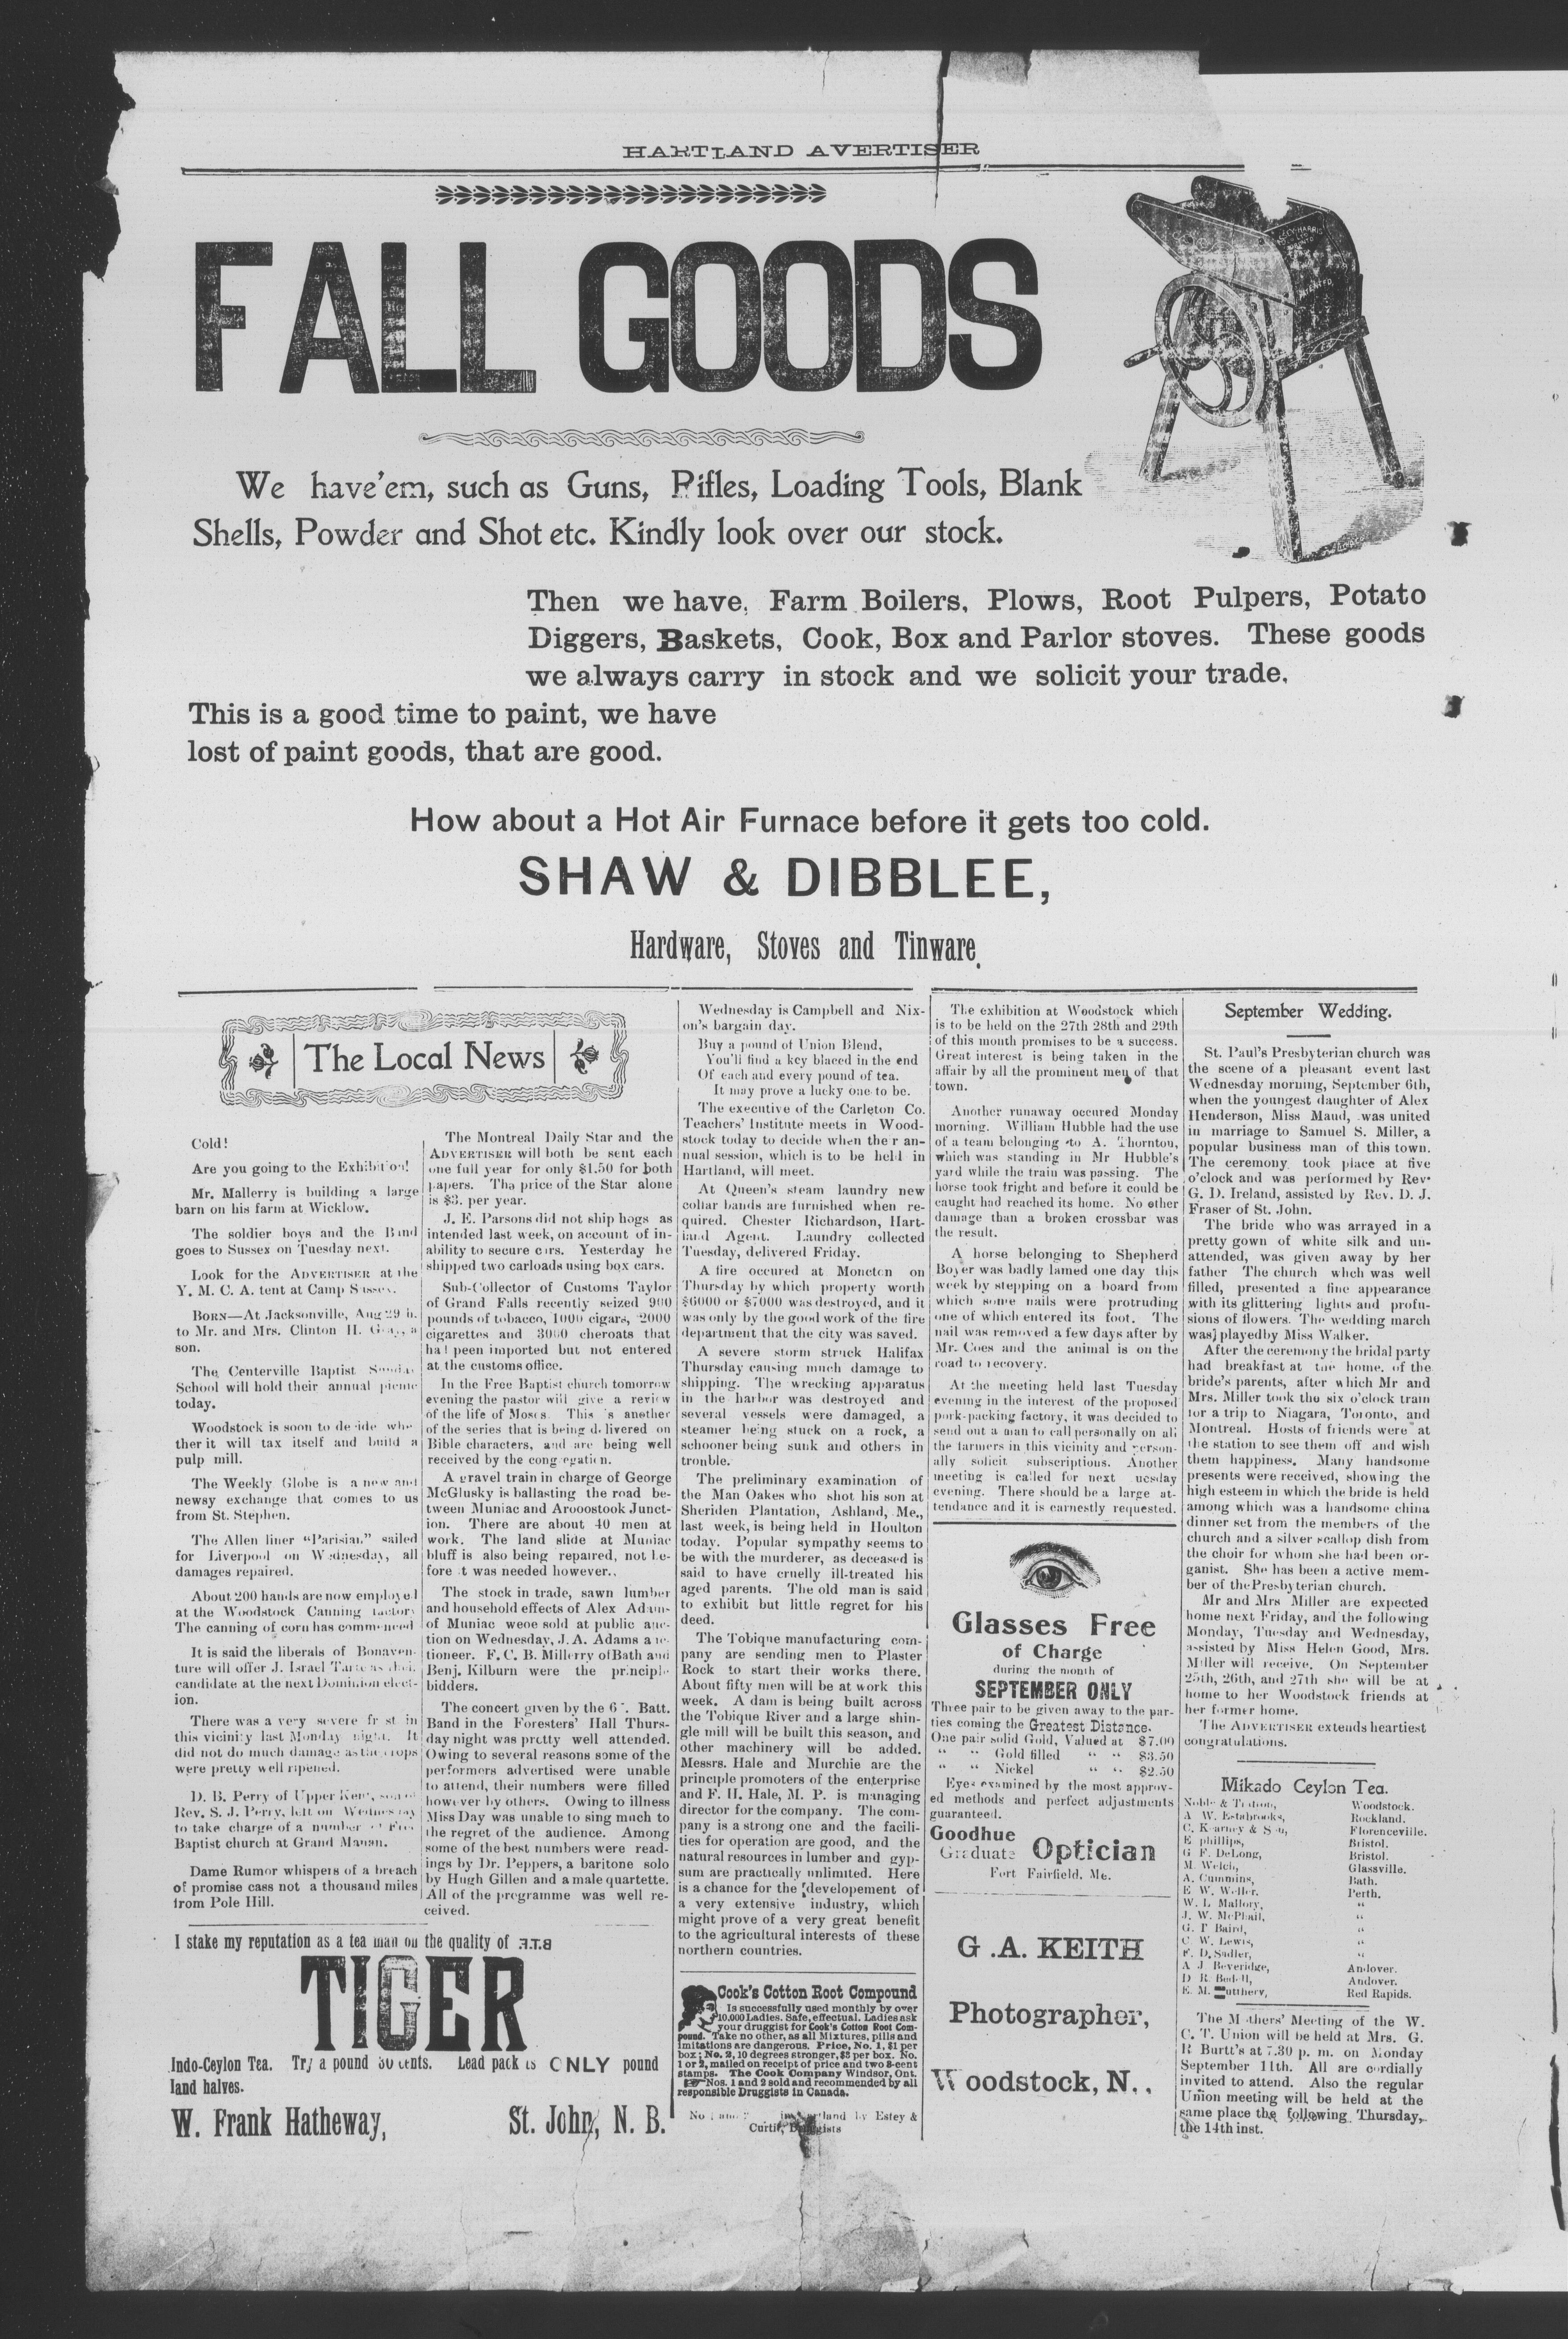 HARTLAND AVERTISER
FALL GOODS
We have'em, such as Guns, Rifles, Loading Tools, Blank
Shells, Powder and Shot etc. Kindly look over our stock.
Then we have, Farm Boilers, Plows, Root Pulpers, Potato
Diggers, Baskets, Cook, Box and Parlor stoves. These goods
we always carry in stock and we solicit your trade.
This is a good time to paint, we have
lost of paint goods, that are good.
How about a Hot Air Furnace before it gets too cold.
SHAW & DIBBLEE,
Hardware, Stoves and Tinware.
The Local News
Cold!
Are you going to the Exhibition!
Mr. Mallerry is building a large
barn on his farm at Wicklow.
The soldier boys and the Band
goes to Sussex on Tuesday next.
Look for the ADVERTISER at the
Y. M. C. A. tent at Camp Sussex.
BORN—At Jacksonville, Aug 29 h.
to Mr. and Mrs. Clinton H. Gray, a
son.
The Centerville Baptist Sunday
School will hold their annual picnic
today.
Woodstock is soon to decide whe
ther it will tax itself and build a
pulp mill.
The Weekly Globe is a new and
newsy exchange that comes to us
from St. Stephen.
The Allen liner "Parisian" sailed
for Liverpool on Wednesday, all
damages repaired.
About 200 hands are now employed
at the Woodstock Canning factory
The canning of corn has commenced
It is said the liberals of Bonaven-
ture will offer J. Israel Tarte as their
candidate at the next Dominion elect-
ion.
There was a very severe fr st in
this vicinity last Monday night. It
did not do much damage as the crops
were pretty well ripened.
D. B. Perry of Upper Kent, son of
Rev. S. J. Perry, left on Wednesday
to take charge of a number of Free
Baptist church at Grand Manan.
Dame Rumor whispers of a breach
of promise cass not a thousand miles
from Pole Hill.
The Montreal Daily Star and the
ADVERTISER will both be sent each
one full year for only $1.50 for both
papers. Tha price of the Star alone
is $3. per year.
J. E. Parsons did not ship hogs as
intended last week, on account of in-
ability to secure cars. Yesterday he
shipped two carloads using box cars.
Sub-Collector of Customs Taylor
of Grand Falls recently seized 900
pounds of tobacco, 1000 cigars, 2000
cigarettes and 3000 cheroats that
ha! peen imported but not entered
at the customs office.
In the Free Baptist church tomorrow
evening the pastor will give a review
of the life of Moses. This 's another
of the series that is being delivered on
Bible characters, and are being well
received by the congregation.
A gravel train in charge of George
McGlusky is ballasting the road be-
tween Muniac and Arooostook Junct-
ion. There are about 40 men at
work. The land slide at Muniac
bluff is also being repaired, not be-
fore it was needed however..
The stock in trade, sawn lumber
and household effects of Alex Adams
of Muniac weoe sold at public auc-
tion on Wednesday, J. A. Adams auc-
tioneer. F. C. B. Millerry of Bath and
Benj. Kilburn were the principle
bidders.
The concert given by the 67. Batt.
Band in the Foresters' Hall Thurs-
day night was pretty well attended.
Owing to several reasons some of the
performers advertised were unable
to attend, their numbers were filled
however by others. Owing to illness
Miss Day was unable to sing much to
the regret of the audience. Among
some of the best numbers were read-
ings by Dr. Peppers, a baritone solo
by Hugh Gillen and a male quartette.
All of the programme was well re-
ceived.
I stake my reputation as a tea man on the quality of F.T.B
TIGER
Indo-Ceylon Tea. Try a pound 30 cents. Lead pack is ONLY pound
land halves.
W. Frank Hatheway, St. John, N. B.
Wednesday is Campbell and Nix-
on's bargain day.
Buy a pound of Union Blend,
You'll find a key blaced in the end
Of each and every pound of tea.
It may prove a lucky one to be.
The executive of the Carleton Co.
Teachers' Institute meets in Wood-
stock today to decide when the r an-
nual session, which is to be held in
Hartland, will meet.
At Queen's steam laundry new
collar bands are furnished when re-
quired. Chester Richardson, Hart-
land Agent. Laundry collected
Tuesday, delivered Friday.
A fire occured at Moncton on
Thursday by which property worth
$6000 or $7000 was destroyed, and it
was only by the good work of the fire
department that the city was saved.
A severe storm struck Halifax
Thursday causing much damage to
shipping. The wrecking apparatus
in the harbor was destroyed and
several vessels were damaged, a
steamer being stuck on a rock, a
schooner being sunk and others in
trouble.
The preliminary examination of
the Man Oakes who shot his son at
Sheriden Plantation, Ashland, Me.,
last week, is being held in Houlton
today. Popular sympathy seems to
be with the murderer, as deceased is
said to have cruelly ill-treated his
aged parents. The old man is said
to exhibit but little regret for his
deed.
The Tobique manufacturing com-
pany are sending men to Plaster
Rock to start their works there.
About fifty men will be at work this
week. A dam is being built across
the Tobique River and a large shin-
gle mill will be built this season, and
other machinery will be added.
Messrs. Hale and Murchie are the
principle promoters of the enterprise
and F. H. Hale, M. P. is managing
director for the company. The com-
pany is a strong one and the facili-
ties for operation are good, and the
natural resources in lumber and gyp-
sum are practically unlimited. Here
is a chance for the developement of
a very extensive industry, which
might prove of a very great benefit
to the agricultural interests of these
northern countries.
Cook's Cotton Root Compound
Is successfully used monthly by over
10,000 Ladies. Safe, effectual. Ladies ask
your druggist for Cook's Cotton Root Com-
pound. Take no other, as all Mixtures, pills and
imitations are dangerous. Price, No. 1, $1 per
box; No. 2, 10 degrees stronger, $3 per box. No.
1 or 2, mailed on receipt of price and two 8-cent
stamps. The Cook Company Windsor, Ont.
Nos. 1 and 2 sold and recommended by all
responsible Druggists in Canada.
No 1 and in Hartland by Estey &
Curtis, Druggists
The exhibition at Woodstock which
is to be held on the 27th 28th and 29th
of this month promises to be a success.
Great interest is being taken in the
affair by all the prominent men of that
town.
Another runaway occured Monday
morning. William Hubble had the use
of a team belonging to A. Thornton,
which was standing in Mr Hubble's
yard while the train was passing. The
horse took fright and before it could be
caught had reached its home. No other
damage than a broken crossbar was
the result.
A horse belonging to Shepherd
Boyer was badly lamed one day this
week by stepping on a board from
which some nails were protruding
one of which entered its foot. The
nail was removed a few days after by
Mr. Coes and the animal is on the
road to recovery.
At the meeting held last Tuesday
evening in the interest of the proposed
pork-packing factory, it was decided to
send out a man to call personally on all
the farmers in this vicinity and person-
ally solicit subscriptions. Another
meeting is called for next uesday
evening. There should be a large at-
tendance and it is earnestly requested.
Glasses Free
of Charge
during the month of
SEPTEMBER ONLY
Three pair to be given away to the par-
ties coming the Greatest Distance.
One pair solid Gold, Valued at $7.00
" " Gold filled " " $3.50
" " Nickel " " $2.50
Eyes examined by the most approv-
ed methods and perfect adjustments
guaranteed.
Goodhue
Graduate Optician
Fort Fairfield, Me.
G .A. KEITH
Photographer,
Woodstock, N. ,
September Wedding.
St. Paul's Presbyterian church was
the scene of a pleasant event last
Wednesday morning, September 6th,
when the youngest daughter of Alex
Henderson, Miss Maud, was united
in marriage to Samuel S. Miller, a
popular business man of this town.
The ceremony took place at five
o'clock and was performed by Rev.
G. D. Ireland, assisted by Rev. D. J.
Fraser of St. John.
The bride who was arrayed in a
pretty gown of white silk and un-
attended, was given away by her
father The church whch was well
filled, presented a fine appearance
with its glittering lights and profu-
sions of flowers. The wedding march
was] playedby Miss Walker.
After the ceremony the bridal party
had breakfast at the home. of the
bride's parents, after which Mr and
Mrs. Miller took the six o'clock train
for a trip to Niagara, Toronto, and
Montreal. Hosts of friends were at
the station to see them off and wish
them happiness. Many handsome
presents were received, showing the
high esteem in which the bride is held
among which was a handsome china
dinner set from the members of the
church and a silver scallop dish from
the choir for whom she had been or-
ganist. She has been a active mem-
ber of thePresbyterian church.
Mr and Mrs Miller are expected
home next Friday, and the following
Monday, Tuesday and Wednesday,
assisted by Miss Helen Good, Mrs.
Miller will receive. On September
25th, 26th, and 27th she will be at
home to her Woodstock friends at
her former home.
The ADVERTISER extends heartiest
congratulations.
Mikado Ceylon Tea.
Noble & Woodstock.
A W. Estabrooks, Rockland.
C. Kearney & Son, Florenceville.
E phillips, Bristol.
G F. DeLong, Bristol.
M. Welch, Glassville.
A. Cummins, Bath.
E W. Weller. Perth.
W. L Mallory, "
J. W. McPhail, "
G. T Baird, "
C W. Lewis, "
F. D. Sadler, "
A J Beveridge, Andover.
D R. Bedell, Andover.
E. M. Red Rapids.
The M thers' Meeting of the W.
C. T. Union will be held at Mrs. G.
R Burtt's at 7.30 p. m. on Monday
September 11th. All are cordially
invited to attend. Also the regular
Union meeting will be held at the
same place the following Thursday,
the 14th inst.